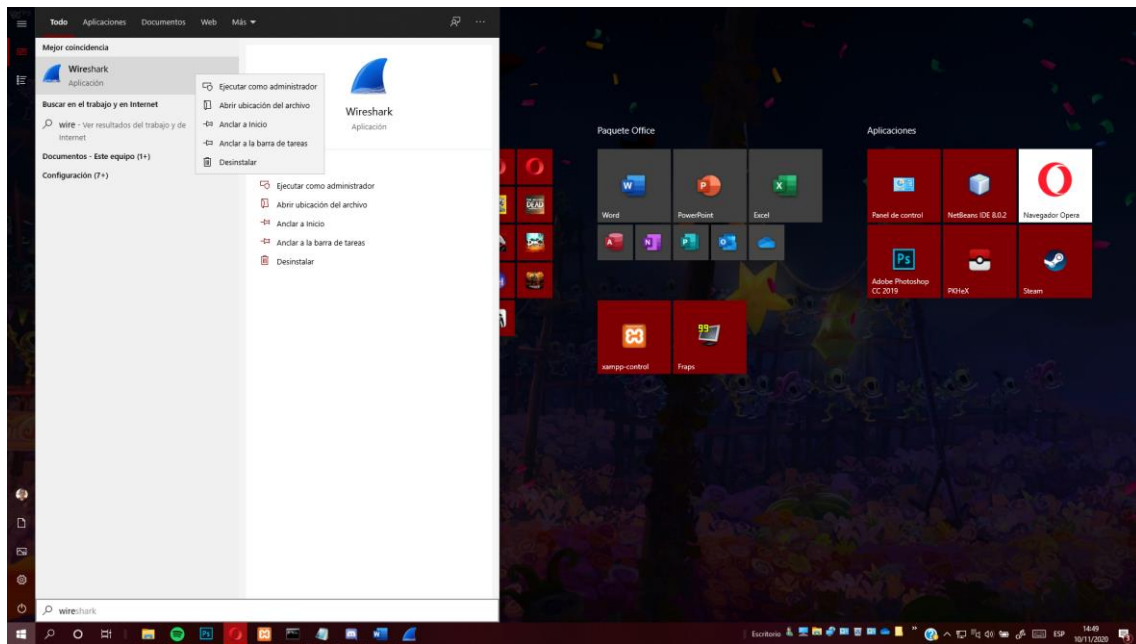 Todo Aplicaciones Documentos Web Más
Mejor coincidencia
Wireshark
Aplicación
Buscar en el trabajo y en Internet
wire - Ver resultados del trabajo y de
Internet
Documentos - Este equipo (1+)
Configuración (7+)
Ejecutar como administrador
Abrir ubicación del archivo
Anclar a Inicio
Anclar a la barra de tareas
Desinstalar
Wireshark
Aplicación
Ejecutar como administrador
Abrir ubicación del archivo
Anclar a Inicio
Anclar a la barra de tareas
Desinstalar
Paquete Office
Word PowerPoint Excel
xampp-control Fraps
Aplicaciones
Panel de control NetBeans IDE 8.0.2 Navegador Opera
Adobe Photoshop
CC 2019 PKHeX Steam
wireshark
Escritorio
ESP
14:49
10/11/2020